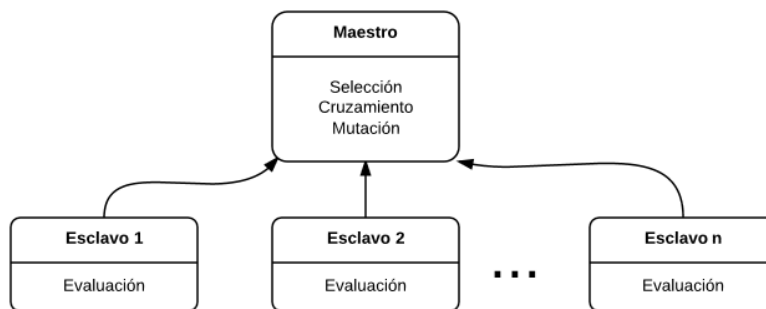 Maestro
Selección
Cruzamiento
Mutación
Esclavo 1
Evaluación
Esclavo 2
Evaluación
...
Esclavo n
Evaluación